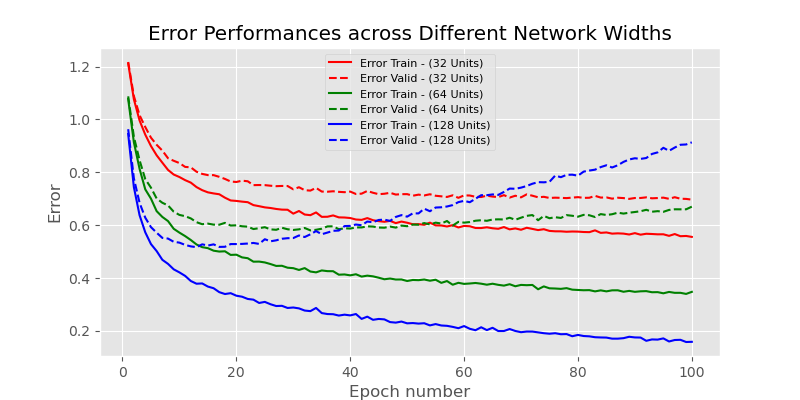 Error Performances across Different Network Widths
Error Train - (32 Units)
Error Valid - (32 Units)
Error Train - (64 Units)
Error Valid - (64 Units)
Error Train - (128 Units)
Error Valid - (128 Units)
Error
1.2
1.0
0.8
0.6
0.4
0.2
0 20 40 60 80 100
Epoch number